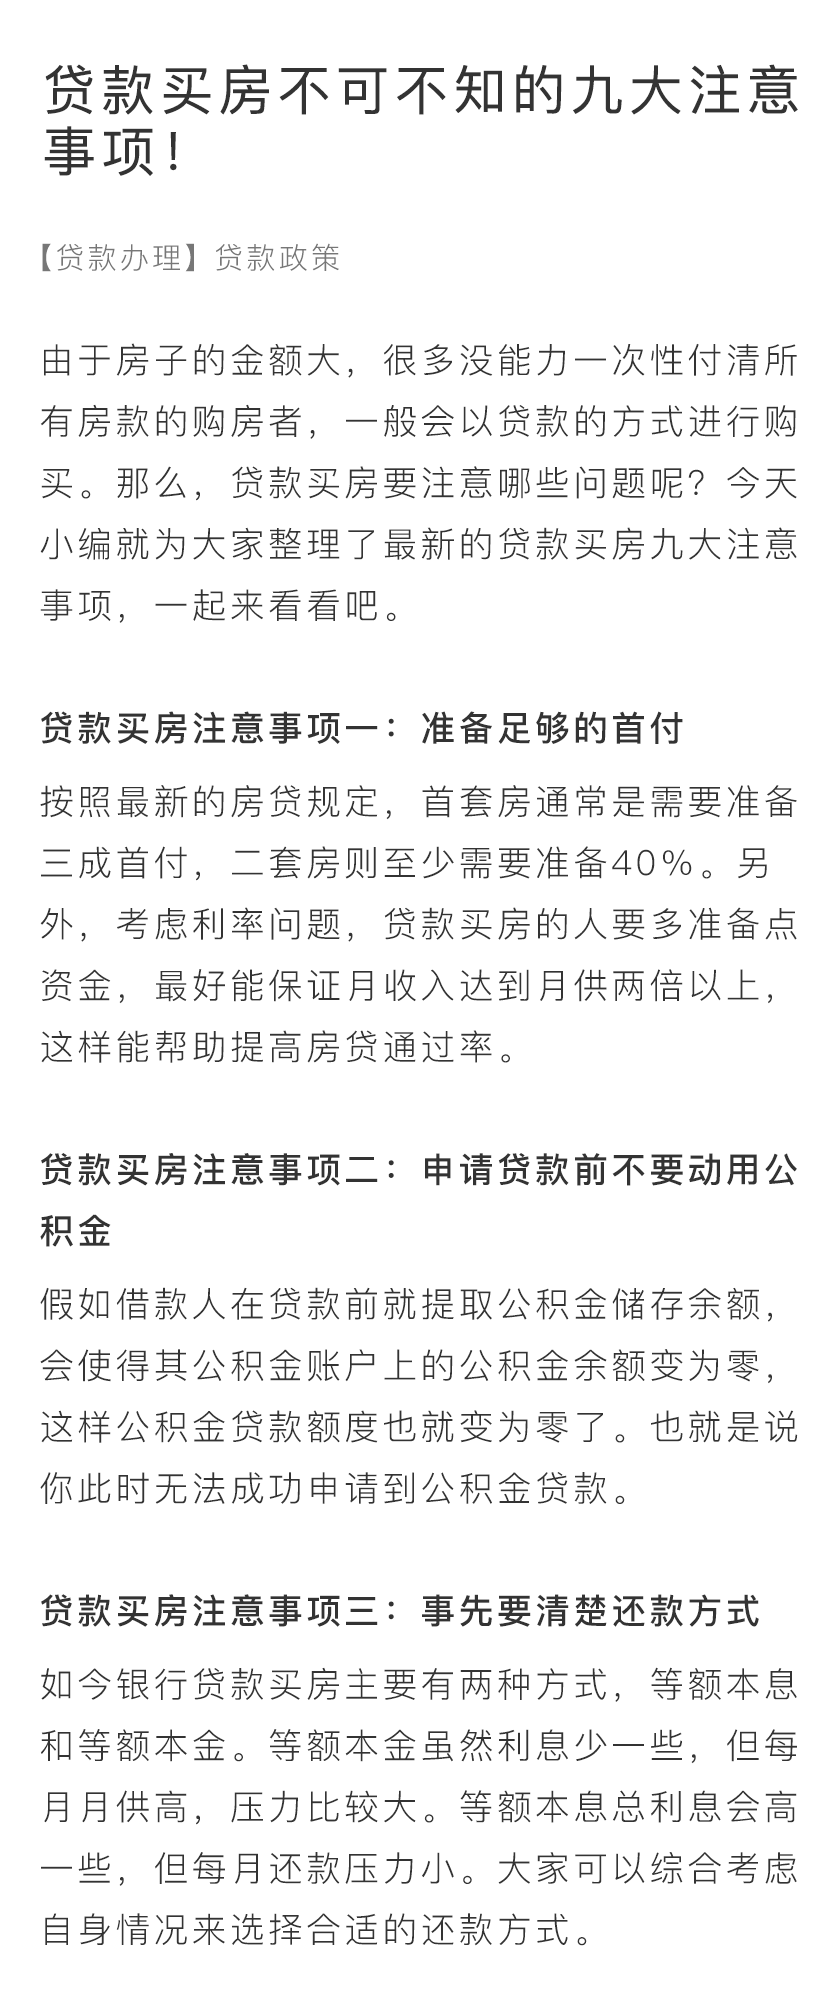 贷款买房不可不知的九大注意
事项！
【贷款办理】贷款政策
由于房子的金额大，很多没能力一次性付清所
有房款的购房者，一般会以贷款的方式进行购
买。那么，贷款买房要注意哪些问题呢？今天
小编就为大家整理了最新的贷款买房九大注意
事项，一起来看看吧。
贷款买房注意事项一：准备足够的首付
按照最新的房贷规定，首套房通常是需要准备
三成首付，二套房则至少需要准备40%。另
外，考虑利率问题，贷款买房的人要多准备点
资金，最好能保证月收入达到月供两倍以上，
这样能帮助提高房贷通过率。
贷款买房注意事项二：申请贷款前不要动用公
积金
假如借款人在贷款前就提取公积金储存余额，
会使得其公积金账户上的公积金余额变为零，
这样公积金贷款额度也就变为零了。也就是说
你此时无法成功申请到公积金贷款。
贷款买房注意事项三：事先要清楚还款方式
如今银行贷款买房主要有两种方式，等额本息
和等额本金。等额本金虽然利息少一些，但每
月月供高，压力比较大。等额本息总利息会高
一些，但每月还款压力小。大家可以综合考虑
自身情况来选择合适的还款方式。